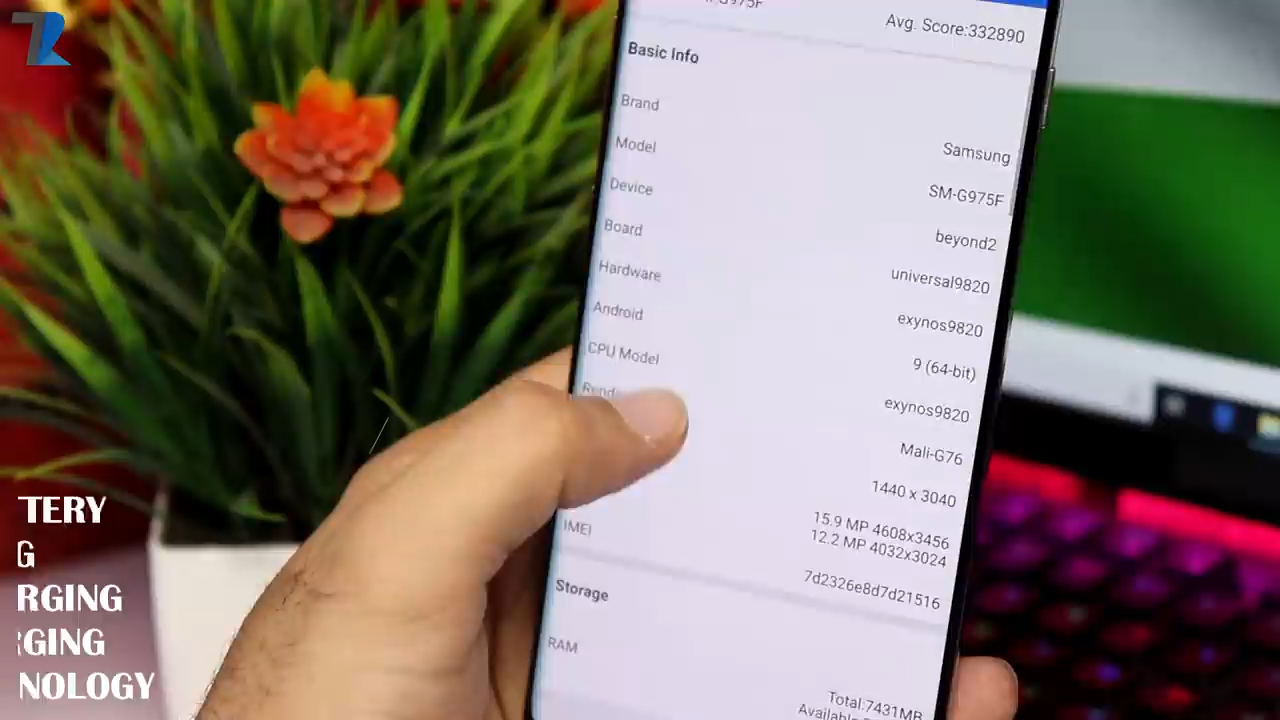 Avg. Score:332890
Basic Info
Brand
Samsung
Model
SM-G975F
Device
beyond2
Board
universal9820
Hardware
exynos9820
Android
9 (64-bit)
CPU Model
exynos9820
Mali-G76
1440 x 3040
15.9 MP 4608x3456
12.2 MP 4032x3024
IMEI
7d2326e8d7d21516
Storage
RAM
Total:7431MB
Available
TERY
G
RGING
GING
NOLOGY